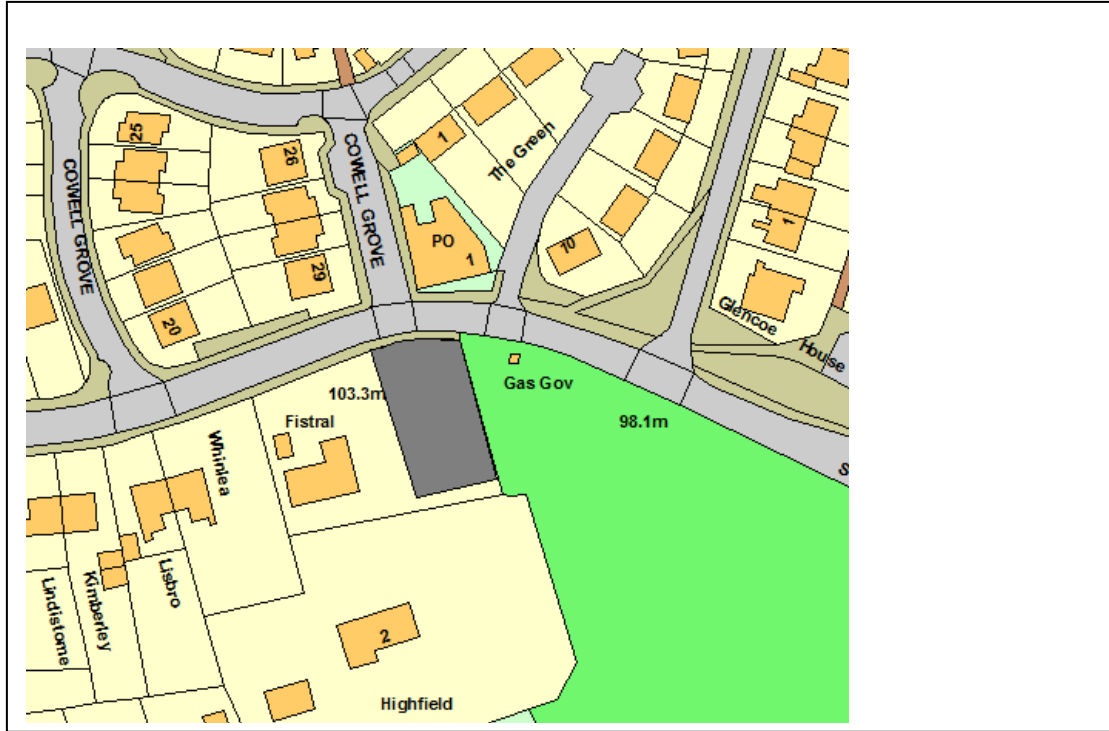 25
26
COWELL GROVE
COWELL GROVE
1
The Green
PO
1
10
1
29
20
Glencoe
House
Gas Gov
103.3m
98.1m
Fistral
Whinlea
S
Lisbro
Kimberley
Lindistome
2
Highfield